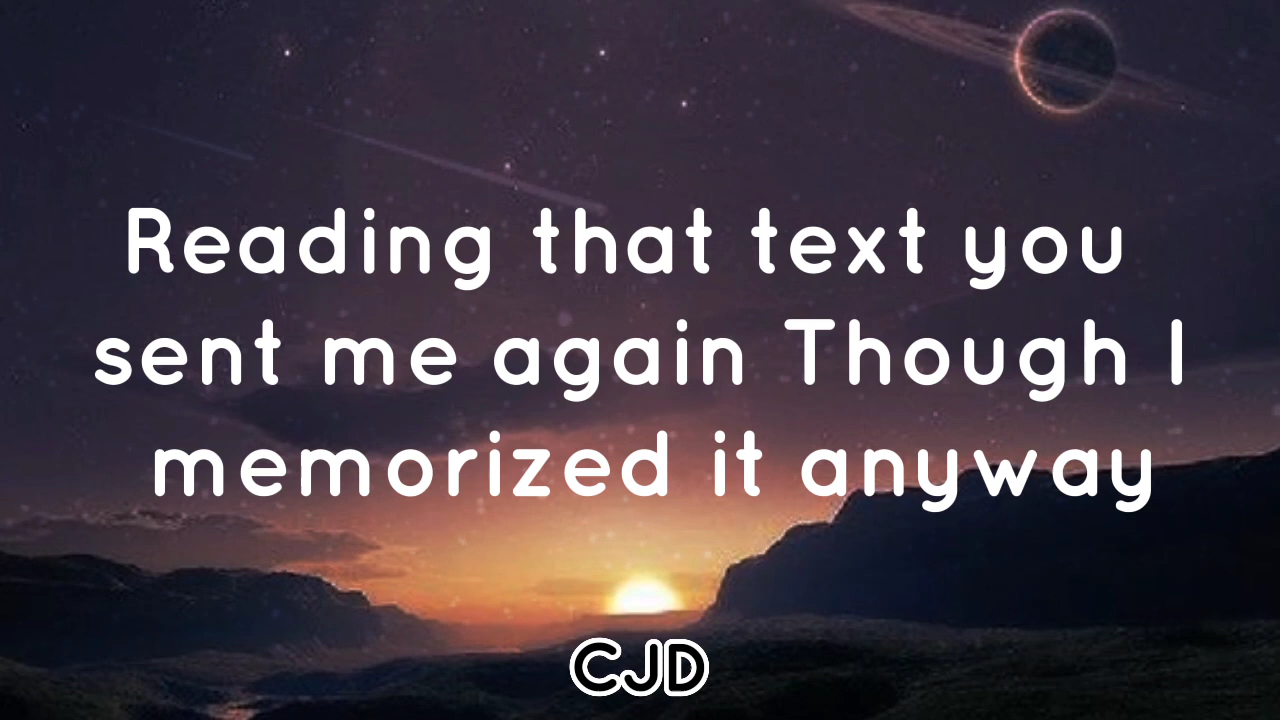 Reading that text you
sent me again Though I
memorized it anyway
CJD